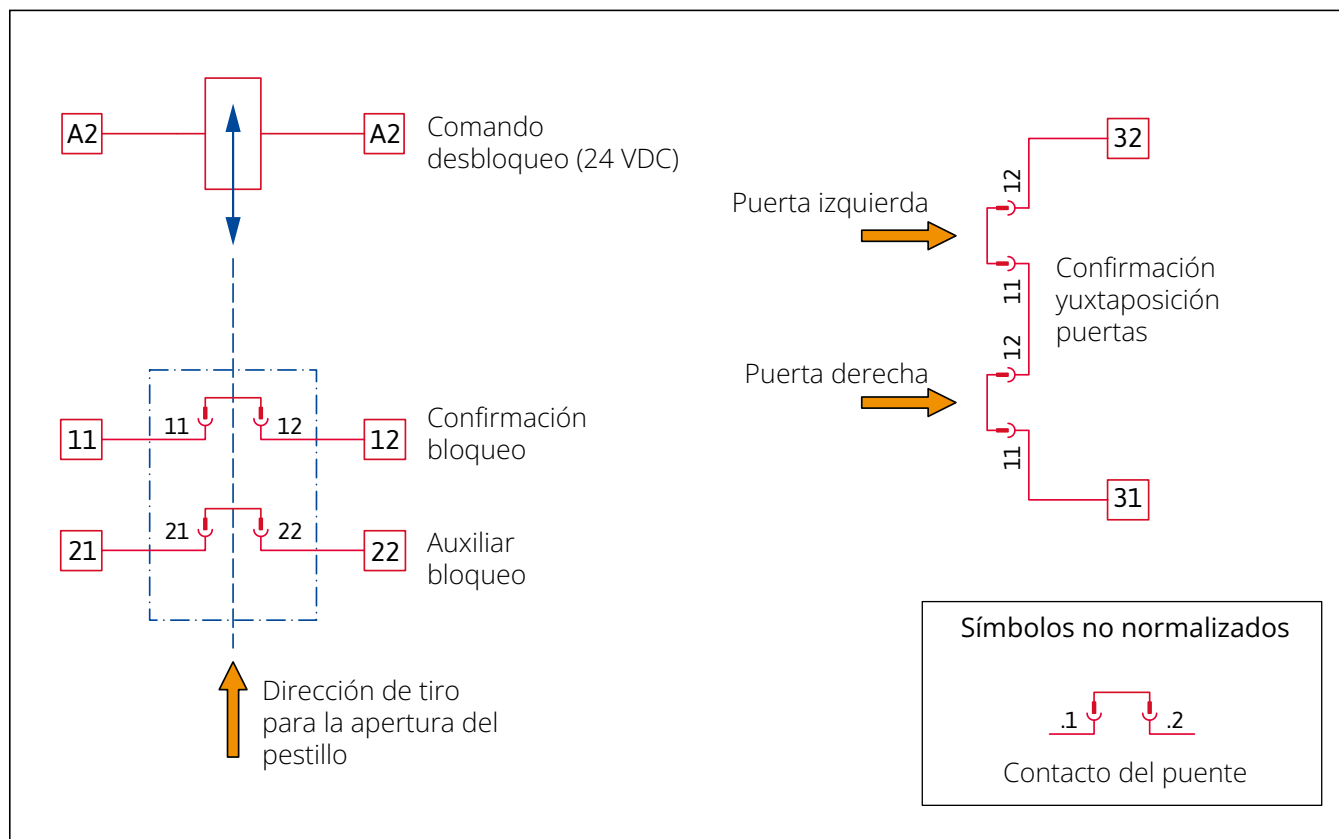 A2
A2
Comando
desbloqueo (24 VDC)
11
11
12
12
Confirmación
bloqueo
21
21
22
22
Auxiliar
bloqueo
Dirección de tiro
para la apertura del
pestillo
32
12
Puerta izquierda
11
Confirmación
yuxtaposición
puertas
12
Puerta derecha
11
31
Símbolos no normalizados
.1
.2
Contacto del puente